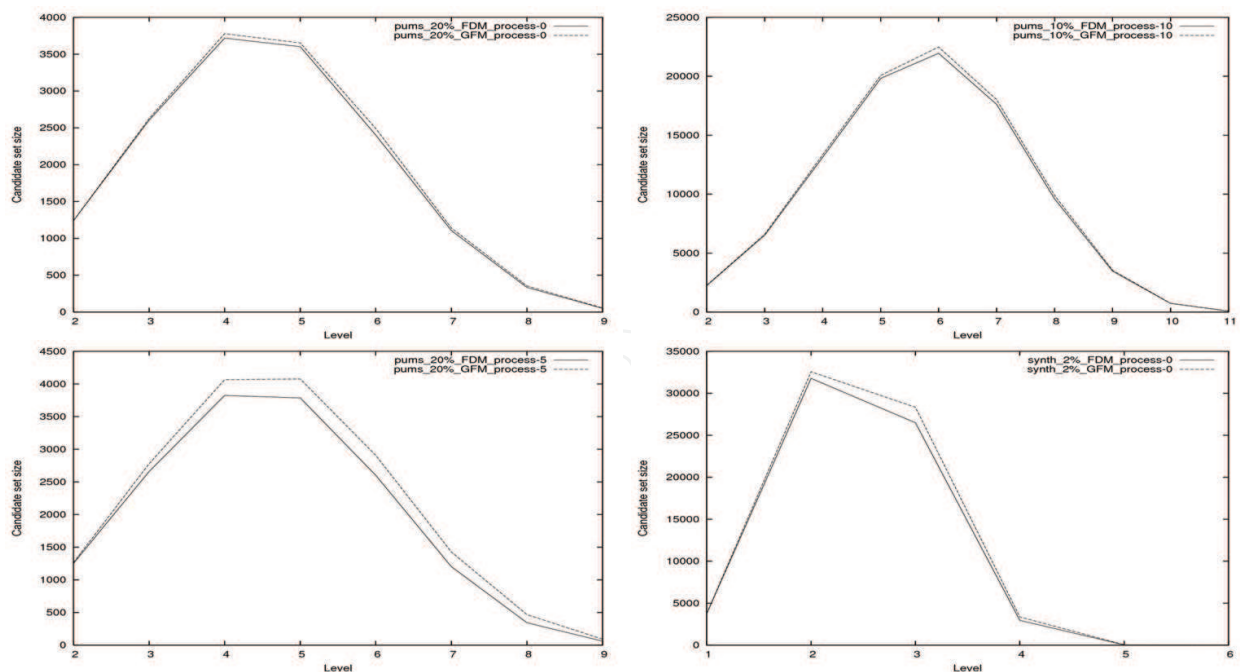 pums_20%_FDM_process-0
pums_20%_GFM_process-0
4000
3500
3000
2500
2000
1500
1000
500
0
Candidate set size
2 3 4 5 6 7 8 9
Level
pums_10%_FDM_process-10
pums_10%_GFM_process-10
25000
20000
15000
10000
5000
0
Candidate set size
2 3 4 5 6 7 8 9 10 11
Level
pums_20%_FDM_process-5
pums_20%_GFM_process-5
4500
4000
3500
3000
2500
2000
1500
1000
500
0
Candidate set size
2 3 4 5 6 7 8 9
Level
synth_2%_FDM_process-0
synth_2%_GFM_process-0
35000
30000
25000
20000
15000
10000
5000
0
Candidate set size
1 2 3 4 5 6
Level